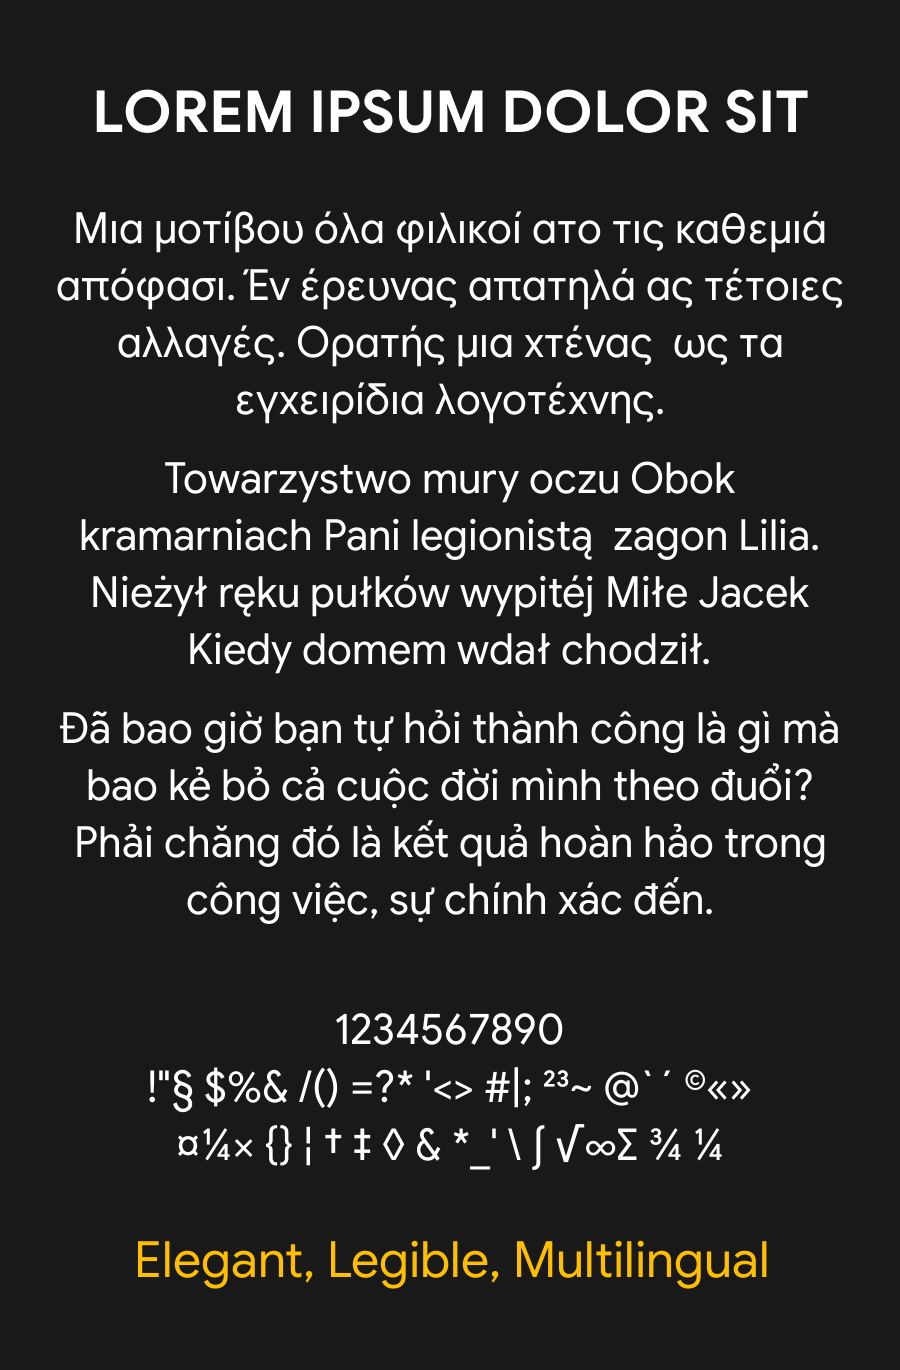 LOREM IPSUM DOLOR SIT
Μια μοτίβου όλα φιλικοί ατο τις καθεμιά
απόφασι. Έν έρευνας απατηλά ας τέτοιες
αλλαγές. Ορατής μια χτένας  ως τα
εγχειρίδια λογοτέχνης.
Towarzystwo mury oczu Obok
kramarniach Pani legionistą  zagon Lilia.
Nieżył ręku pułków wypitéj Miłe Jacek
Kiedy domem wdał chodził.
Đã bao giờ bạn tự hỏi thành công là gì mà
bao kẻ bỏ cả cuộc đời mình theo đuổi?
Phải chăng đó là kết quả hoàn hảo trong
công việc, sự chính xác đến.
1234567890
!"§ $%& /() =?* '<> #|; ²³~ @`´ ©«»
¤¼× {} ¦ † ‡ ◊ & *_' \ ∫ √∞Σ ¾ ¼
Elegant, Legible, Multilingual